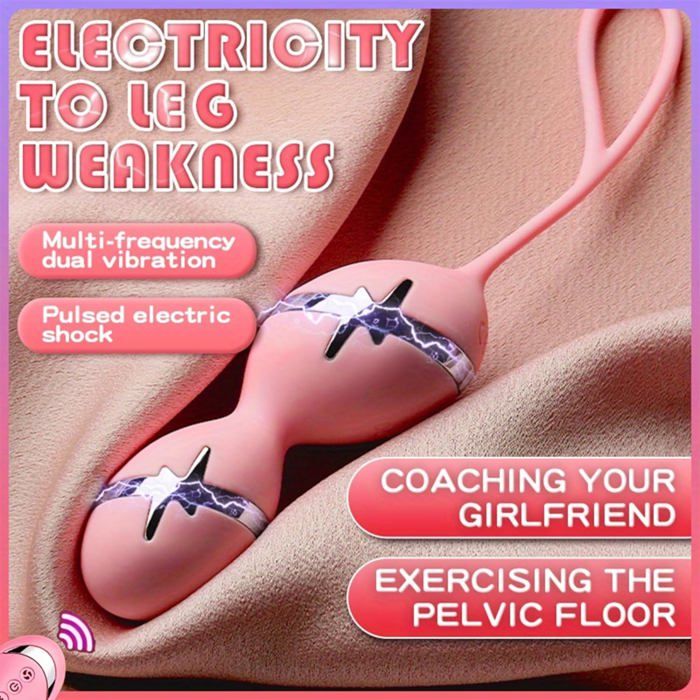 ELECTRICITY
TO LEG
WEAKNESS
Multi-frequency
dual vibration
Pulsed electric
shock
COACHING YOUR
GIRLFRIEND
EXERCISING THE
PELVIC FLOOR